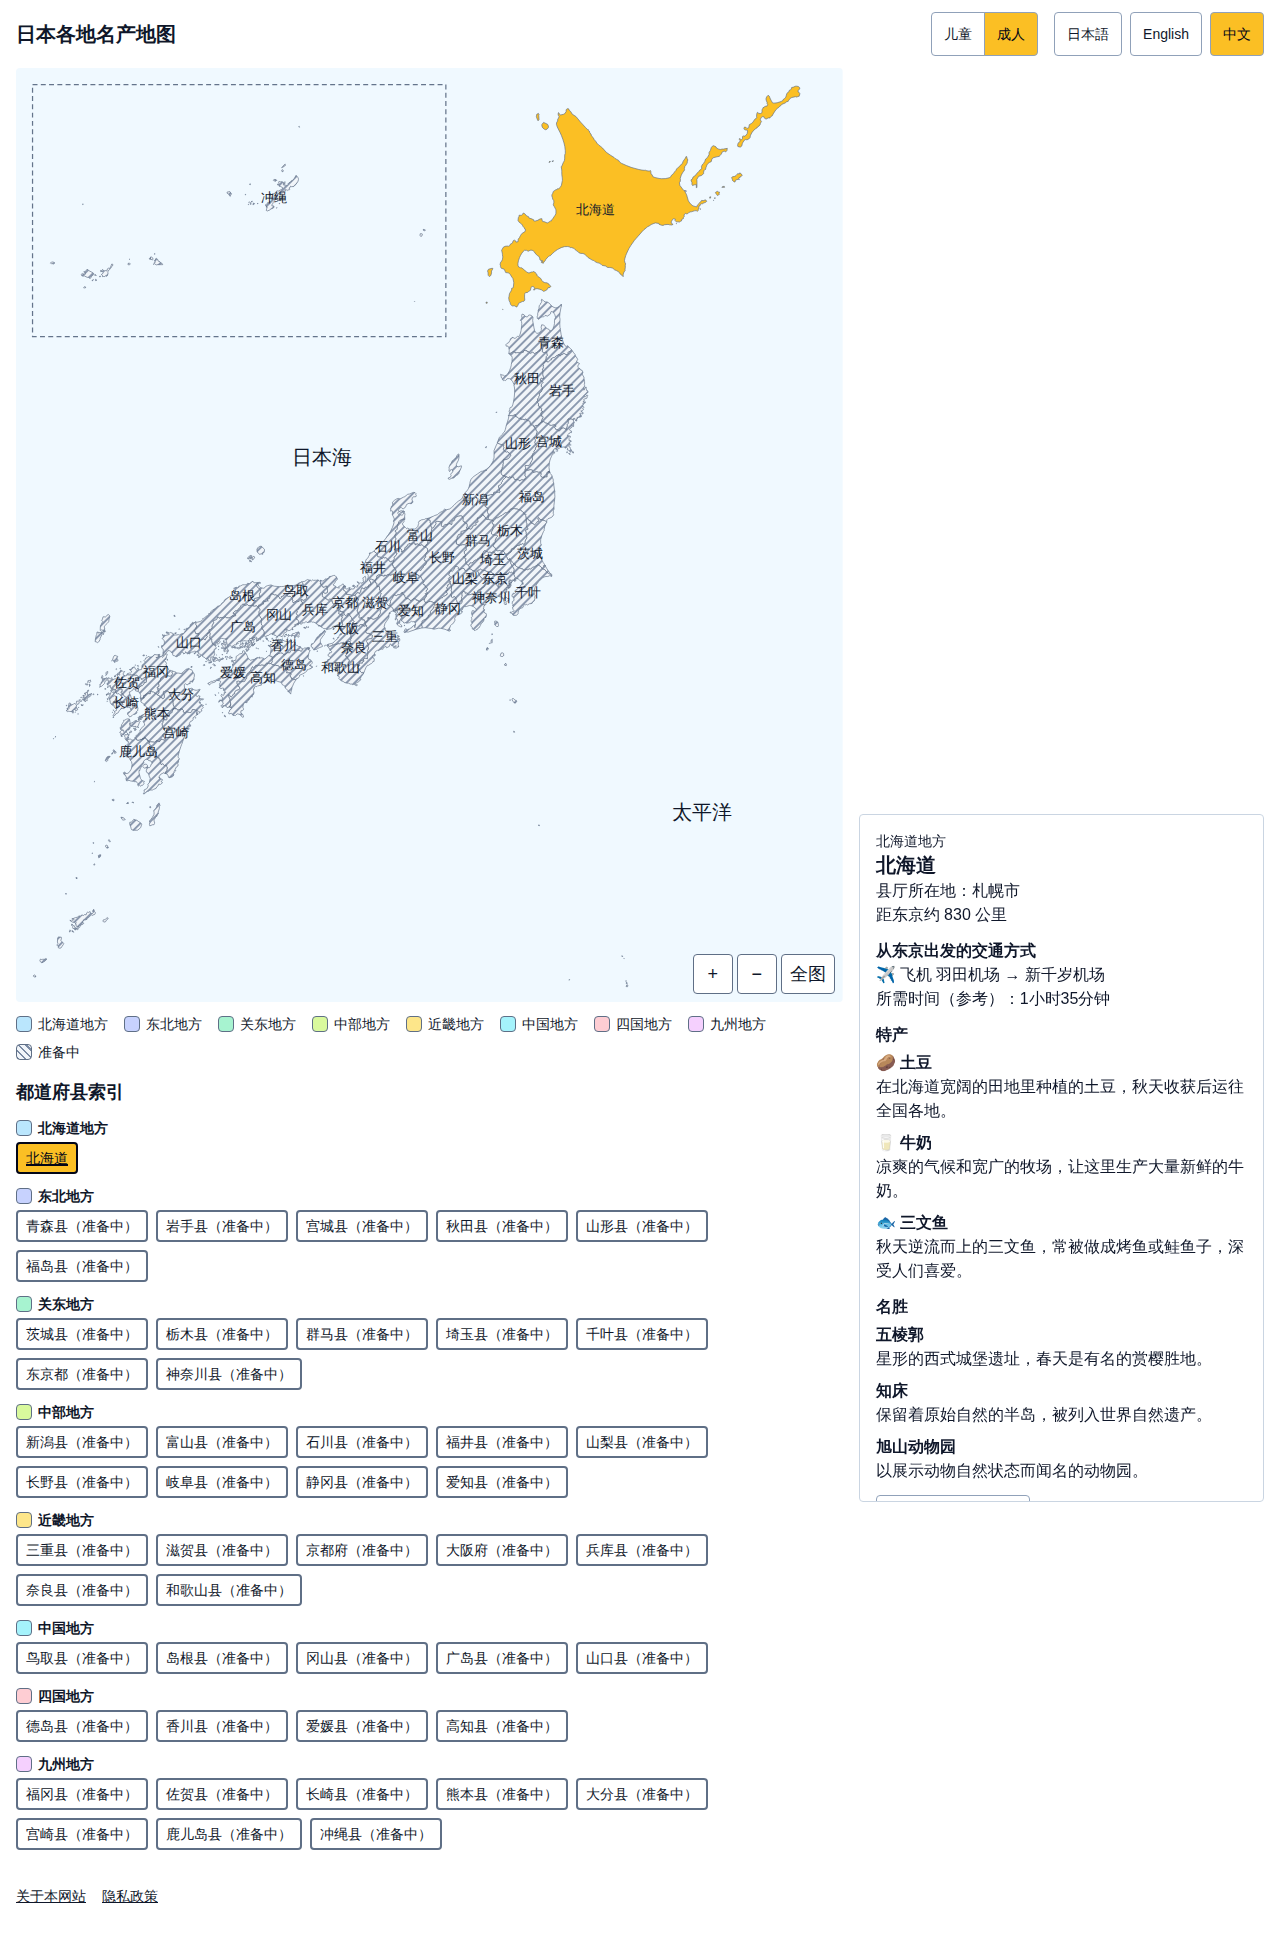 日本各地名产地图
儿童 成人 日本語 English 中文
冲绳
北海道
青森
秋田
岩手
山形 宫城
日本海
新潟 福岛
富山 群马 栃木
石川 长野 埼玉 茨城
福井 岐阜 山梨 东京
神奈川 千叶
岛根 鸟取 京都 滋贺
冈山 兵库 爱知 静冈
广岛 大阪 三重
山口 香川 奈良
福冈 德岛 和歌山
佐贺 爱媛 高知
长崎 大分
熊本
宫崎
鹿儿岛
太平洋
+ − 全图
北海道地方 东北地方 关东地方 中部地方 近畿地方 中国地方 四国地方 九州地方
准备中
都道府县索引
北海道地方
北海道
东北地方
青森县（准备中） 岩手县（准备中） 宫城县（准备中） 秋田县（准备中） 山形县（准备中）
福岛县（准备中）
关东地方
茨城县（准备中） 栃木县（准备中） 群马县（准备中） 埼玉县（准备中） 千叶县（准备中）
东京都（准备中） 神奈川县（准备中）
中部地方
新潟县（准备中） 富山县（准备中） 石川县（准备中） 福井县（准备中） 山梨县（准备中）
长野县（准备中） 岐阜县（准备中） 静冈县（准备中） 爱知县（准备中）
近畿地方
三重县（准备中） 滋贺县（准备中） 京都府（准备中） 大阪府（准备中） 兵库县（准备中）
奈良县（准备中） 和歌山县（准备中）
中国地方
鸟取县（准备中） 岛根县（准备中） 冈山县（准备中） 广岛县（准备中） 山口县（准备中）
四国地方
德岛县（准备中） 香川县（准备中） 爱媛县（准备中） 高知县（准备中）
九州地方
福冈县（准备中） 佐贺县（准备中） 长崎县（准备中） 熊本县（准备中） 大分县（准备中）
宫崎县（准备中） 鹿儿岛县（准备中） 冲绳县（准备中）
北海道地方
北海道
县厅所在地：札幌市
距东京约 830 公里
从东京出发的交通方式
✈️ 飞机 羽田机场 → 新千岁机场
所需时间（参考）：1小时35分钟
特产
🥔 土豆
在北海道宽阔的田地里种植的土豆，秋天收获后运往
全国各地。
🥛 牛奶
凉爽的气候和宽广的牧场，让这里生产大量新鲜的牛
奶。
🐟 三文鱼
秋天逆流而上的三文鱼，常被做成烤鱼或鲑鱼子，深
受人们喜爱。
名胜
五棱郭
星形的西式城堡遗址，春天是有名的赏樱胜地。
知床
保留着原始自然的半岛，被列入世界自然遗产。
旭山动物园
以展示动物自然状态而闻名的动物园。
关于本网站 隐私政策